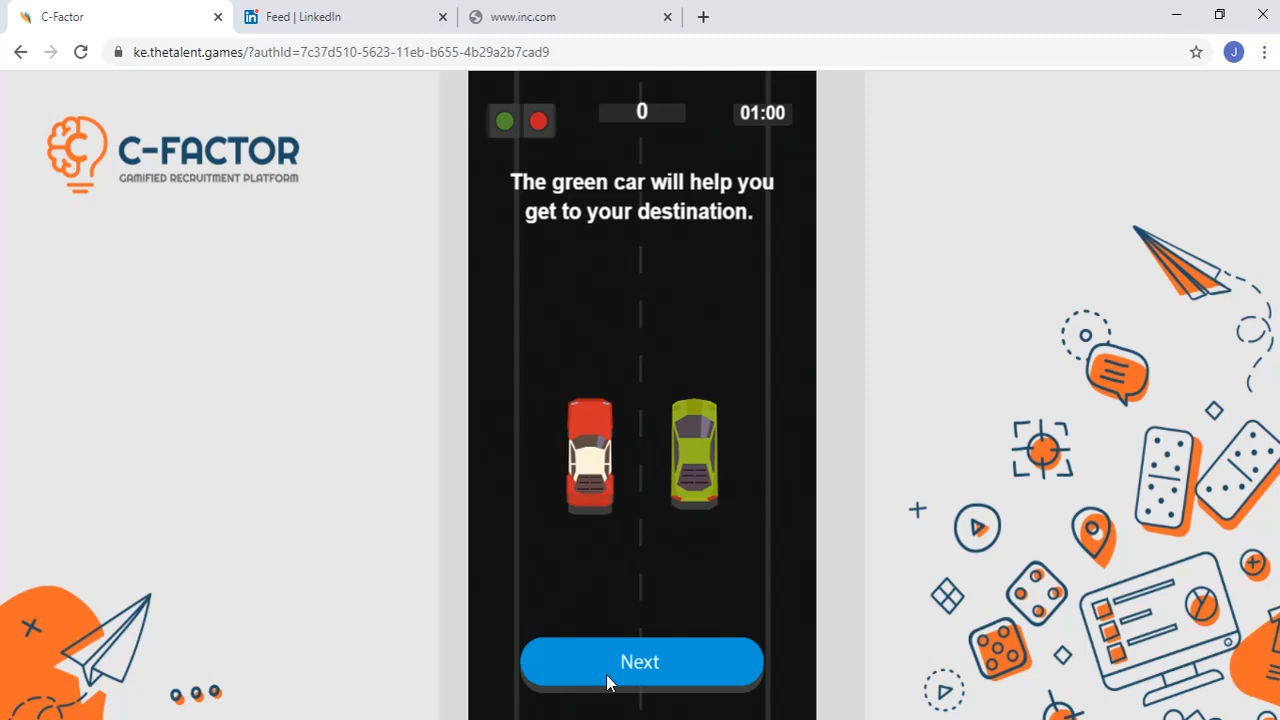 C-Factor
Feed | LinkedIn
www.inc.com
ke.thetalent.games/?authId=7c37d510-5623-11eb-b655-4b29a2b7cad9
J
C-FACTOR
GAMIFIED RECRUITMENT PLATFORM
0
01:00
The green car will help you
get to your destination.
Next